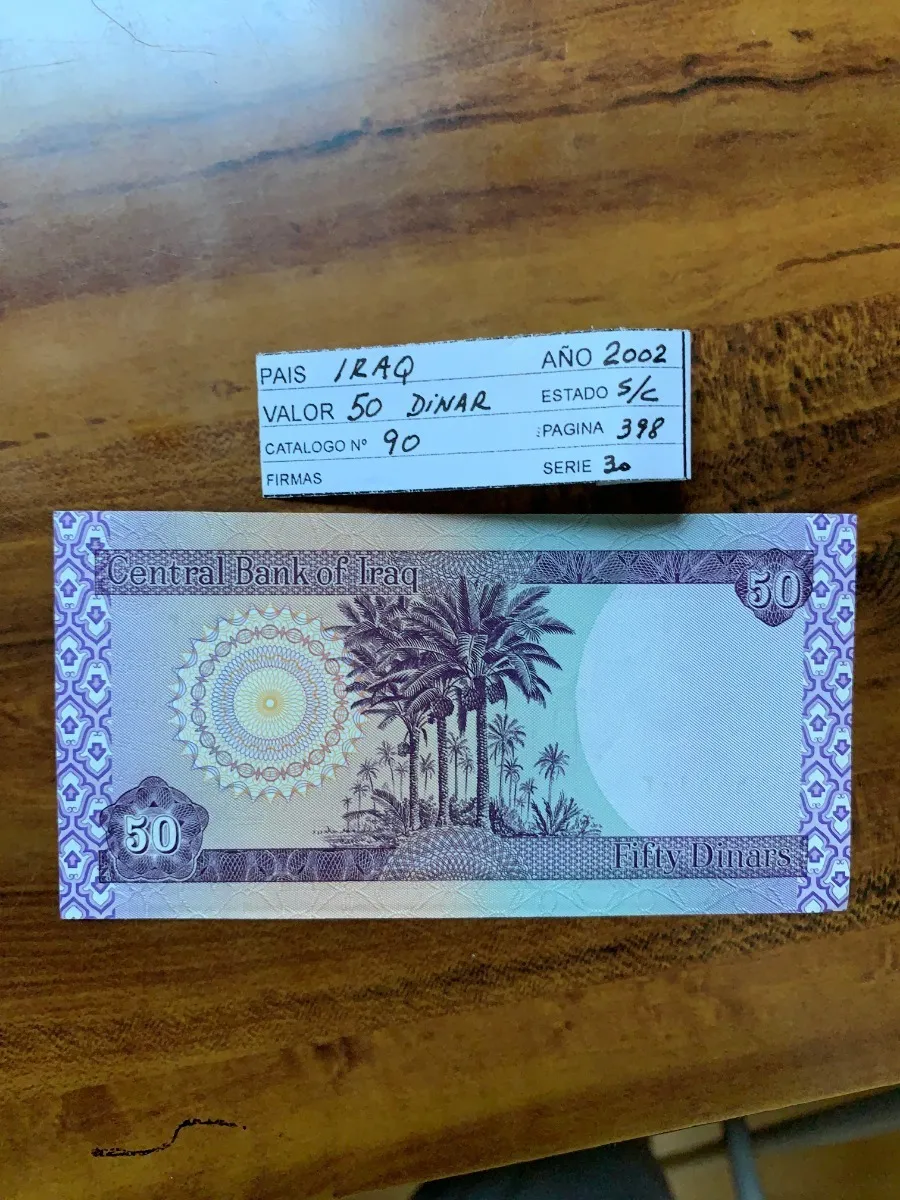 PAIS IRAQ AÑO 2002
VALOR 50 DiNAR ESTADO S/C
CATALOGO Nº 90 PAGINA 398
FIRMAS SERIE 30
Central Bank of Iraq 50
50 Fifty Dinars